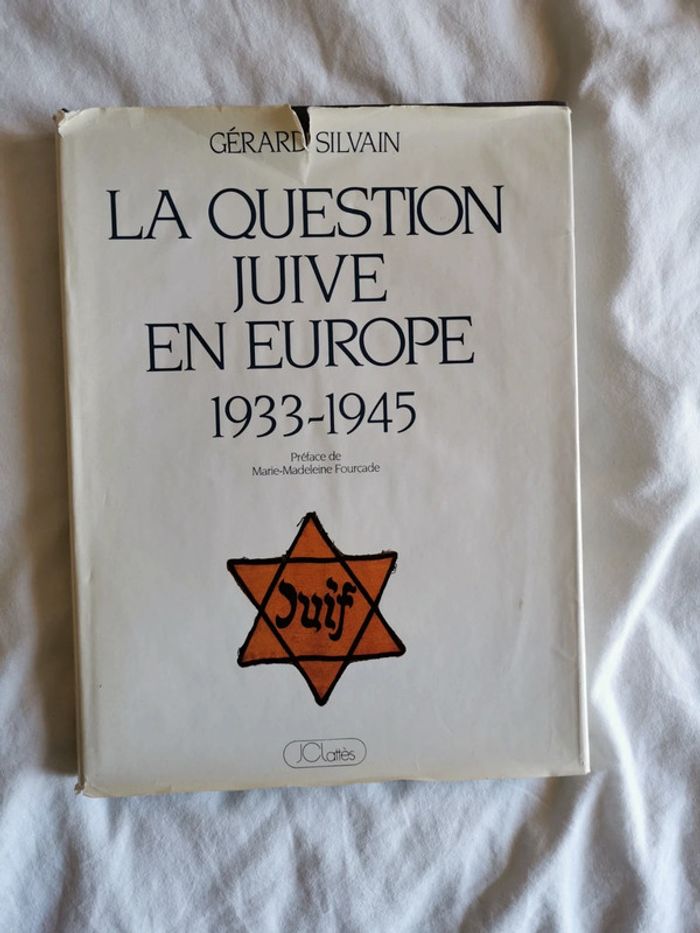 GÉRARD SILVAIN
LA QUESTION
JUIVE
EN EUROPE
1933-1945
Préface de
Marie-Madeleine Fourcade
Juif
JCLattès